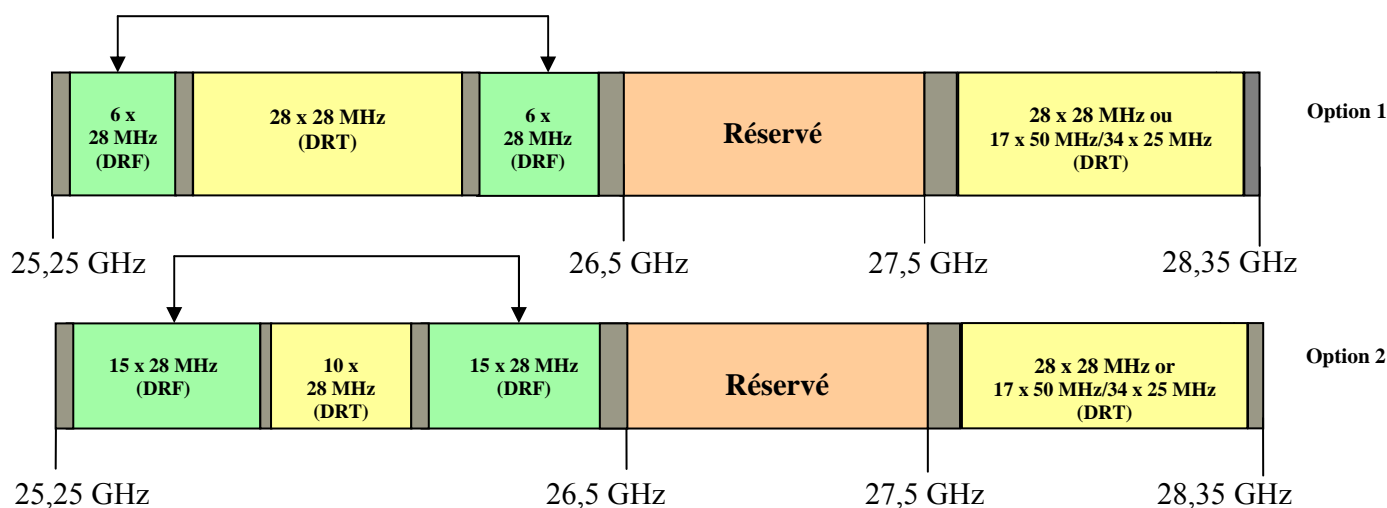 6 x
28 MHz
(DRF)
28 x 28 MHz
(DRT)
6 x
28 MHz
(DRF)
Réservé
28 x 28 MHz ou
17 x 50 MHz/34 x 25 MHz
(DRT)
Option 1
25,25 GHz
26,5 GHz
27,5 GHz
28,35 GHz
15 x 28 MHz
(DRF)
10 x
28 MHz
(DRT)
15 x 28 MHz
(DRF)
Réservé
28 x 28 MHz or
17 x 50 MHz/34 x 25 MHz
(DRT)
Option 2
25,25 GHz
26,5 GHz
27,5 GHz
28,35 GHz